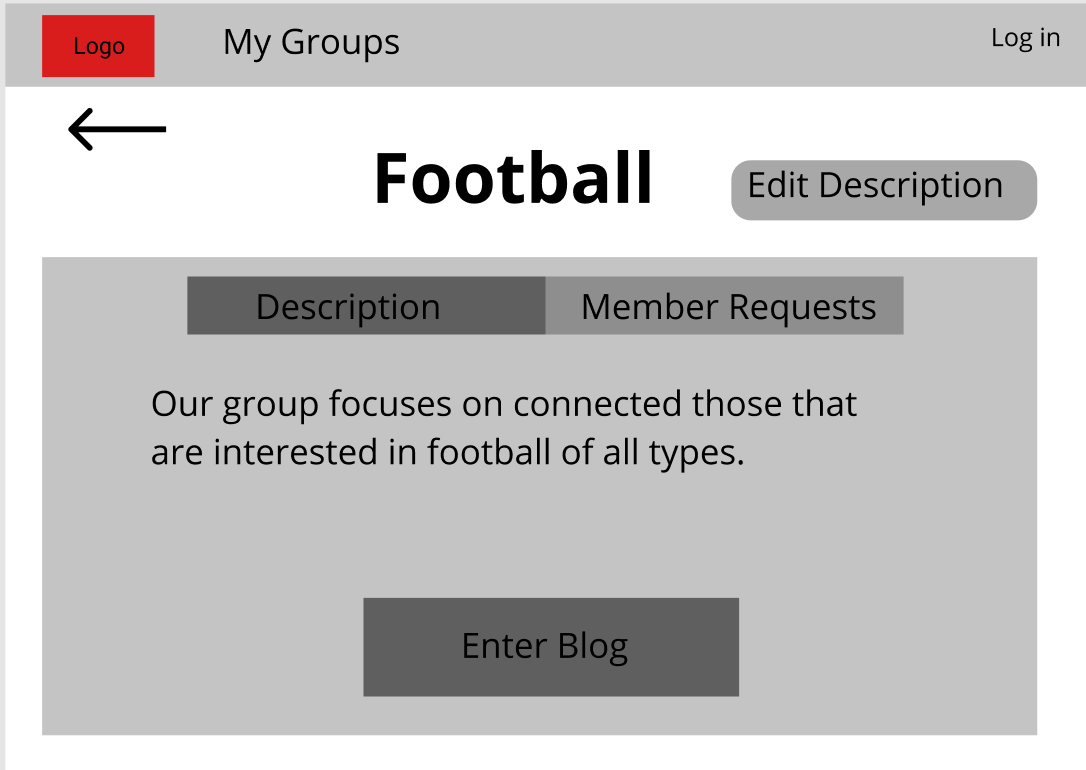 Logo
My Groups
Log in
Football
Edit Description
Description
Member Requests
Our group focuses on connected those that
are interested in football of all types.
Enter Blog